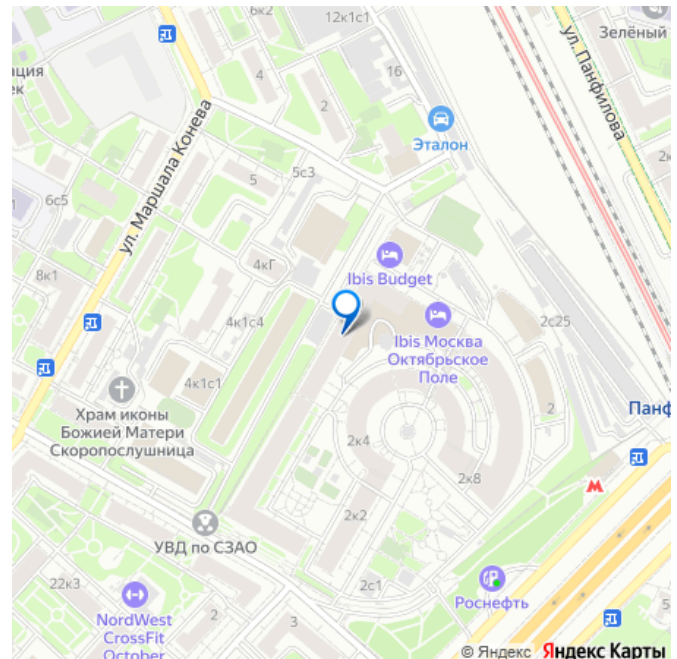 6к2
12к1с1
Зелёный
ул. Панфилова
ация
ек
4
16
2
Эталон
ул. Маршала Конева
5с3
5
6с5
2к
8к1
4кГ
Ibis Budget
4к1с4
Ibis Москва
Октябрьское
Поле
2с25
4к1с1
Храм иконы
Божией Матери
Скоропослушница
2
Панф
2к4
2к8
М
2к2
УВД по СЗАО
2с1
22к3
NordWest
CrossFit
October
2
3
Роснефть
5
© Яндекс Яндекс Карты